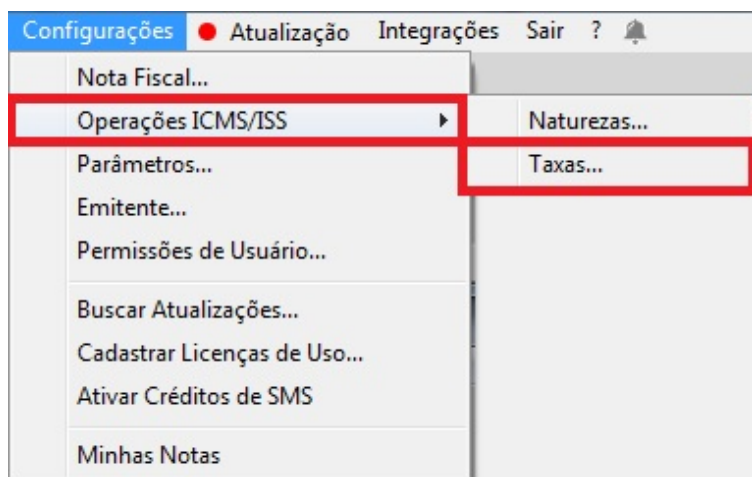 Configurações Atualização Integrações Sair ?
Nota Fiscal...
Operações ICMS/ISS Naturezas...
Parâmetros... Taxas...
Emitente...
Permissões de Usuário...
Buscar Atualizações...
Cadastrar Licenças de Uso...
Ativar Créditos de SMS
Minhas Notas